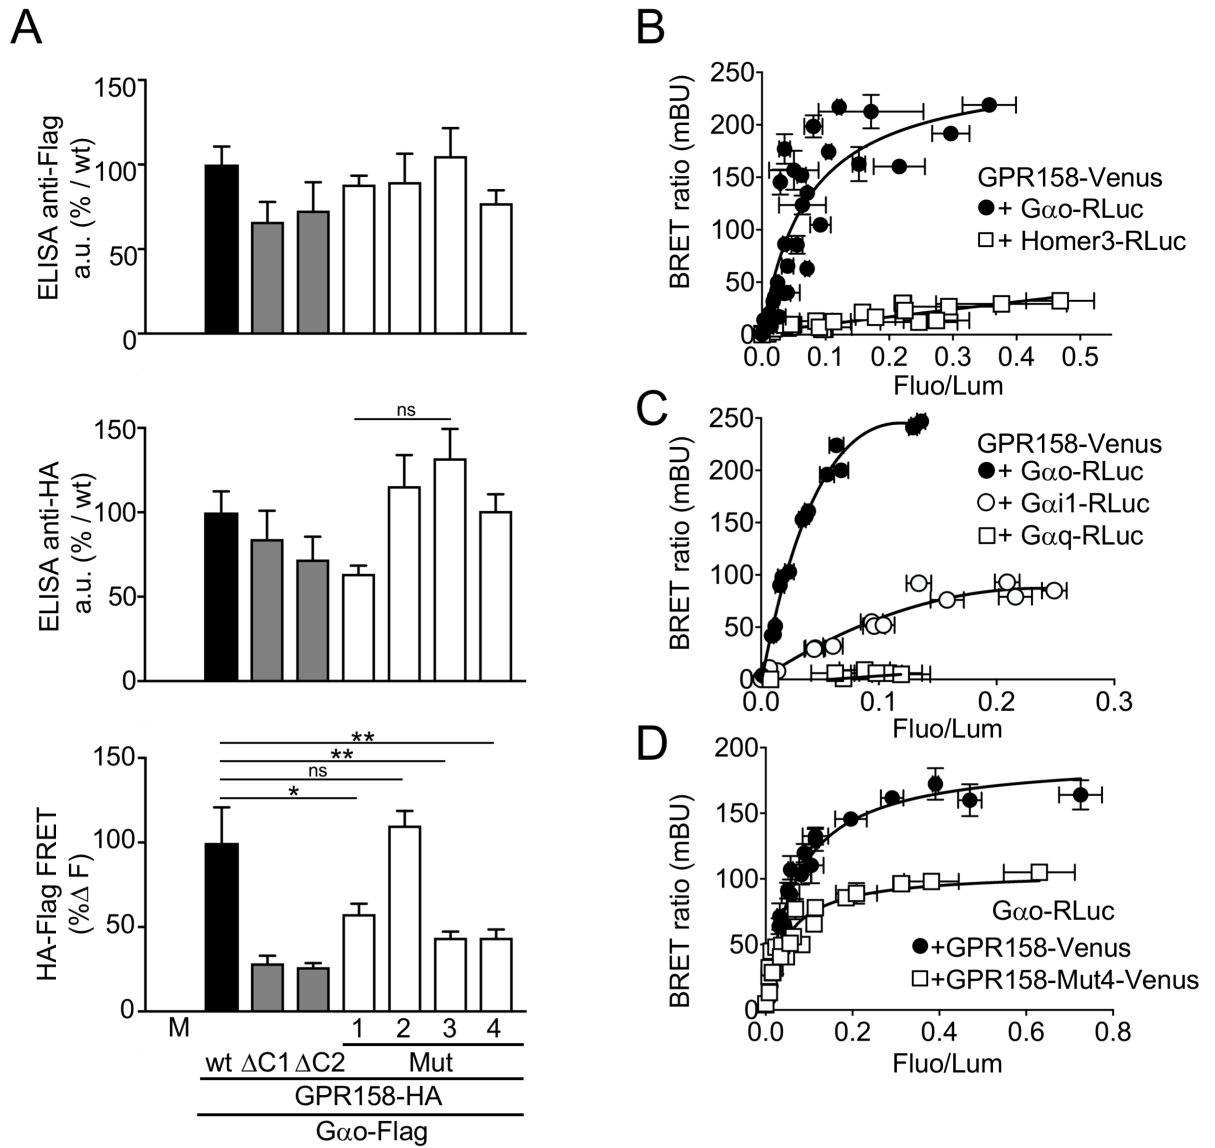 A
150
100
50
0
ELISA anti-Flag
a.u. (% / wt)
150
100
50
0
ELISA anti-HA
a.u. (% / wt)
ns
150
100
50
0
HA-Flag FRET
(%Δ F)
**
**
ns
*
M
1 2 3 4
wt ΔC1 ΔC2 Mut
GPR158-HA
Gαo-Flag
B
250
200
150
100
50
0
BRET ratio (mBU)
GPR158-Venus
+ Gαo-RLuc
+ Homer3-RLuc
0.0 0.1 0.2 0.3 0.4 0.5
Fluo/Lum
C
250
200
150
100
50
0
BRET ratio (mBU)
GPR158-Venus
+ Gαo-RLuc
+ Gαi1-RLuc
+ Gαq-RLuc
0.0 0.1 0.2 0.3
Fluo/Lum
D
200
150
100
50
0
BRET ratio (mBU)
Gαo-RLuc
+GPR158-Venus
+GPR158-Mut4-Venus
0.0 0.2 0.4 0.6 0.8
Fluo/Lum